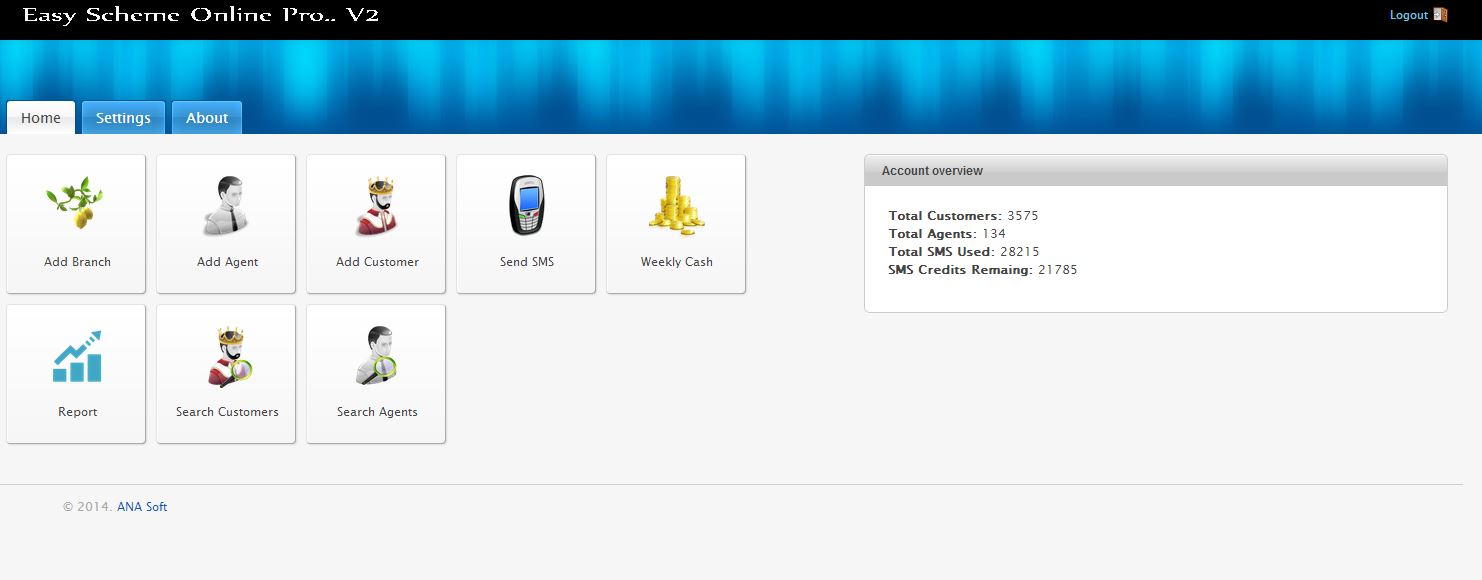 Easy Scheme Online Pro.. V2
Logout
Home
Settings
About
Add Branch
Add Agent
Add Customer
Send SMS
Weekly Cash
Report
Search Customers
Search Agents
Account overview
Total Customers: 3575
Total Agents: 134
Total SMS Used: 28215
SMS Credits Remaing: 21785
© 2014. ANA Soft